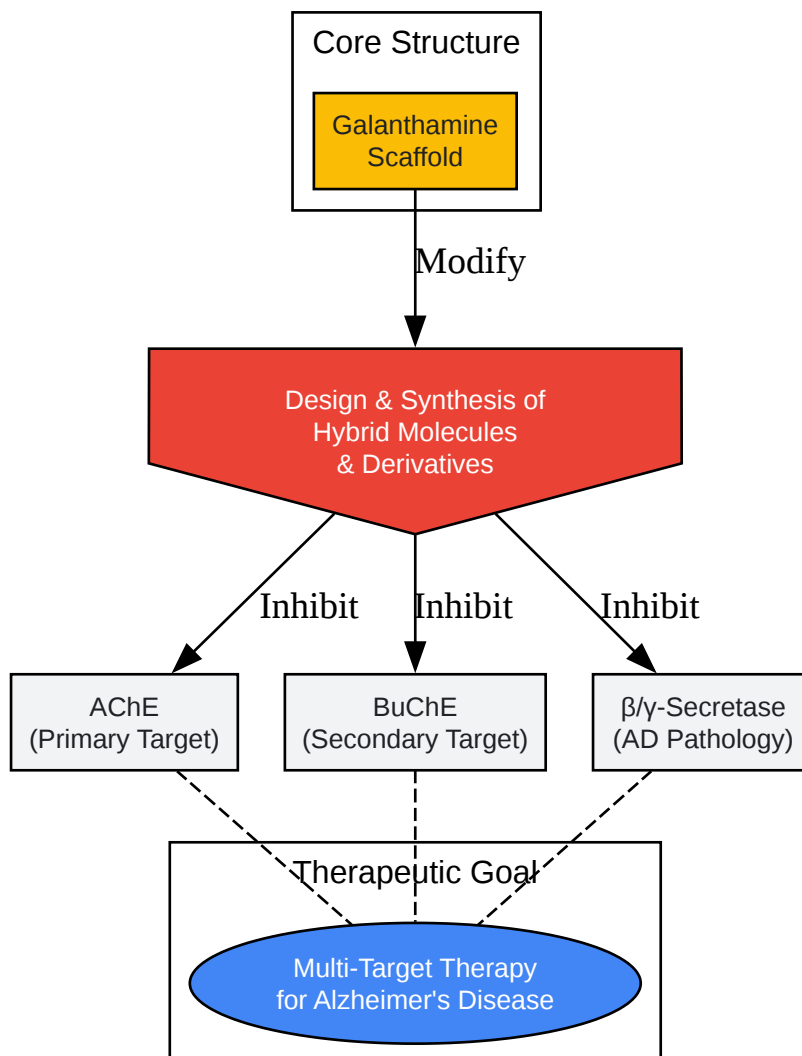 Core Structure
Galanthamine
Scaffold
Modify
Design & Synthesis of
Hybrid Molecules
& Derivatives
Inhibit
Inhibit
Inhibit
AChE
(Primary Target)
BuChE
(Secondary Target)
β/γ-Secretase
(AD Pathology)
Therapeutic Goal
Multi-Target Therapy
for Alzheimer's Disease